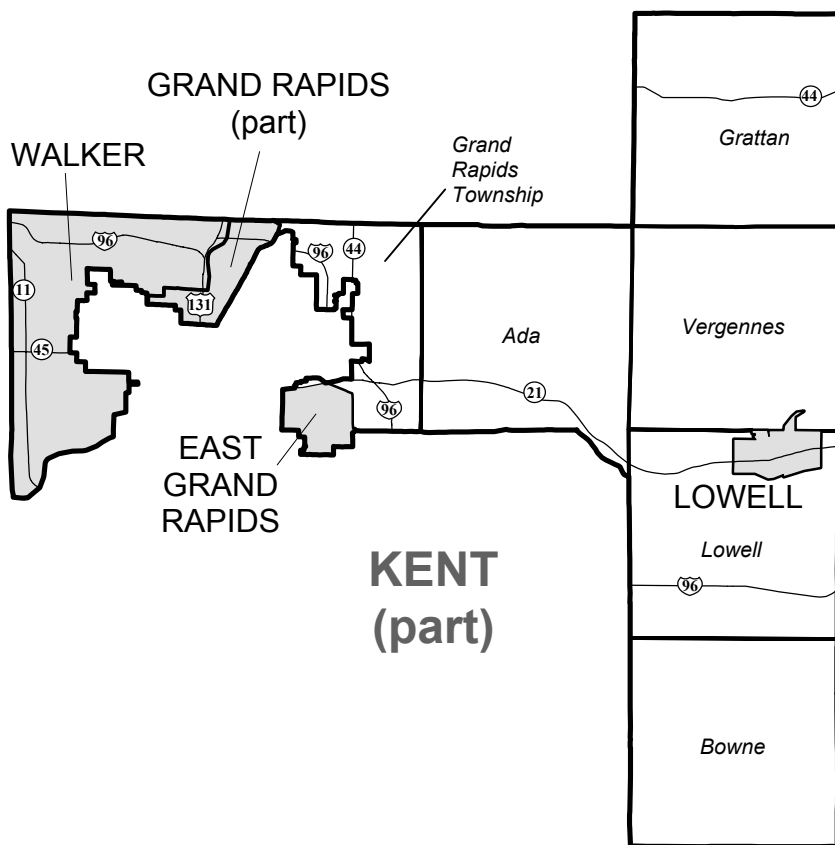 GRAND RAPIDS
(part)
WALKER
Grand
Rapids
Township
44
Grattan
96
96
44
11
131
45
Ada
Vergennes
21
96
EAST
GRAND
RAPIDS
LOWELL
Lowell
KENT
(part)
96
Bowne